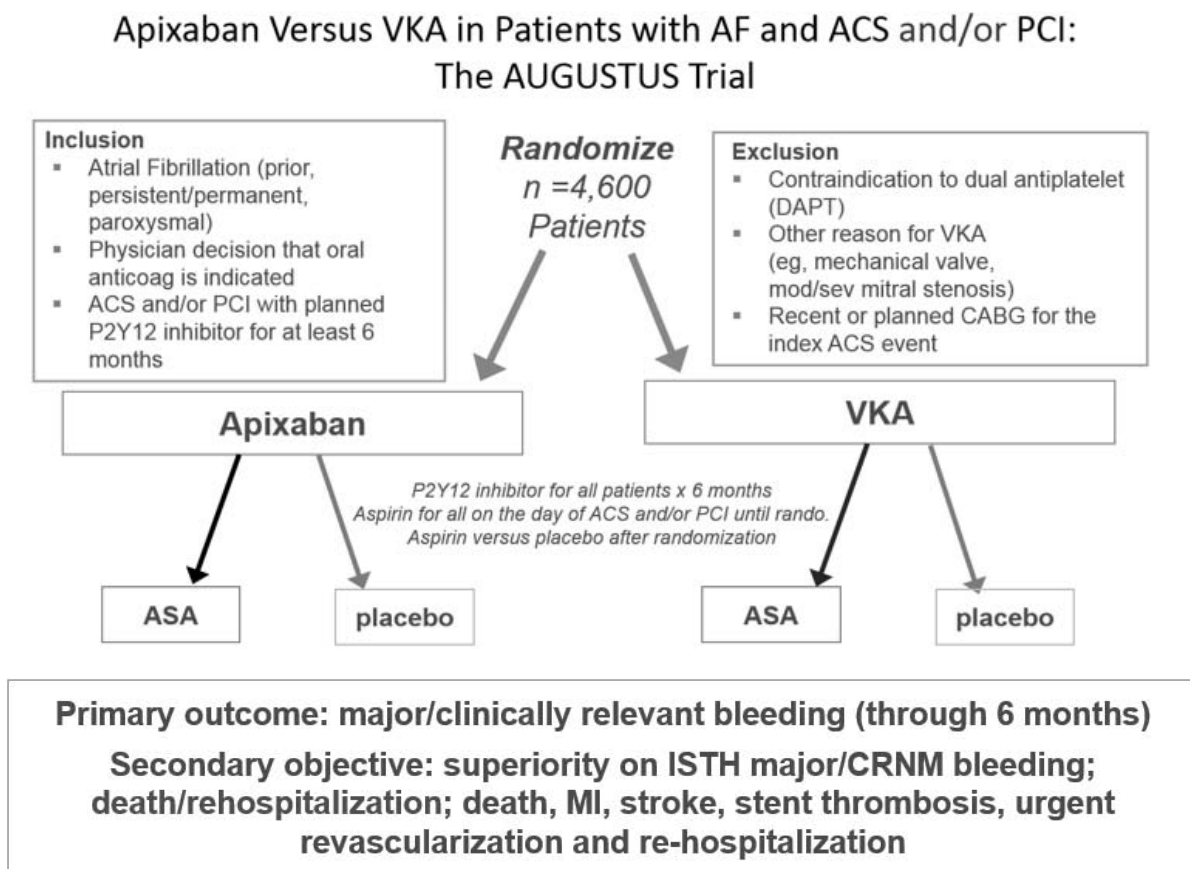 Apixaban Versus VKA in Patients with AF and ACS and/or PCI:
The AUGUSTUS Trial
Inclusion
▪ Atrial Fibrillation (prior,
persistent/permanent,
paroxysmal)
▪ Physician decision that oral
anticoag is indicated
▪ ACS and/or PCI with planned
P2Y12 inhibitor for at least 6
months
Randomize
n =4,600
Patients
Exclusion
▪ Contraindication to dual antiplatelet
(DAPT)
▪ Other reason for VKA
(eg, mechanical valve,
mod/sev mitral stenosis)
▪ Recent or planned CABG for the
index ACS event
Apixaban
VKA
P2Y12 inhibitor for all patients x 6 months
Aspirin for all on the day of ACS and/or PCI until rando.
Aspirin versus placebo after randomization
ASA
placebo
ASA
placebo
Primary outcome: major/clinically relevant bleeding (through 6 months)
Secondary objective: superiority on ISTH major/CRNM bleeding;
death/rehospitalization; death, MI, stroke, stent thrombosis, urgent
revascularization and re-hospitalization